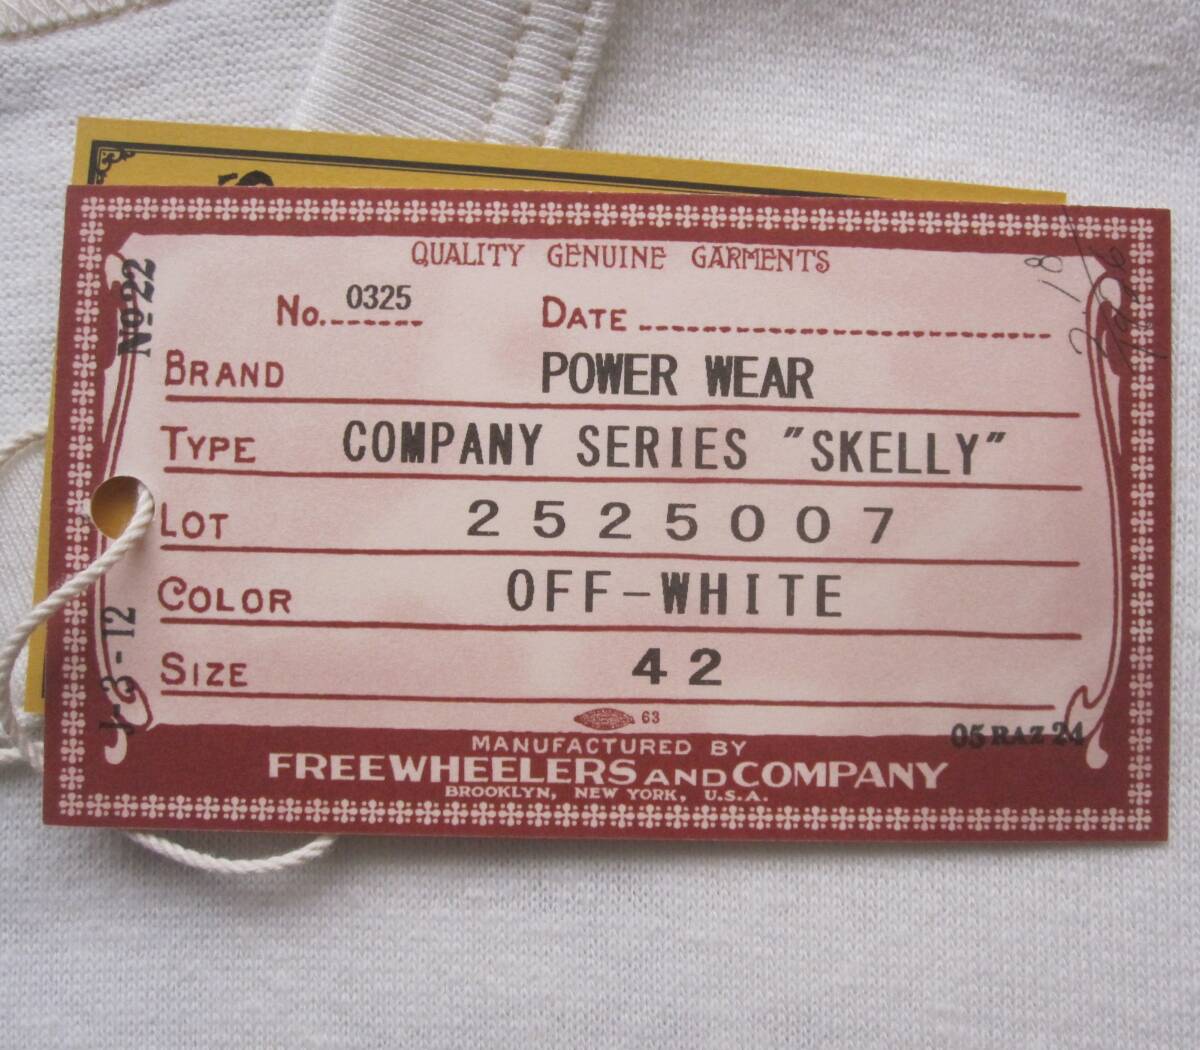 QUALITY GENUINE GARMENTS
No. 0325 DATE
BRAND POWER WEAR
TYPE COMPANY SERIES "SKELLY"
LOT 2525007
COLOR OFF-WHITE
SIZE 42
63
MANUFACTURED BY
FREEWHEELERS AND COMPANY
BROOKLYN, NEW YORK, U.S.A.
No 22
J-3-12
05 RAZ 24